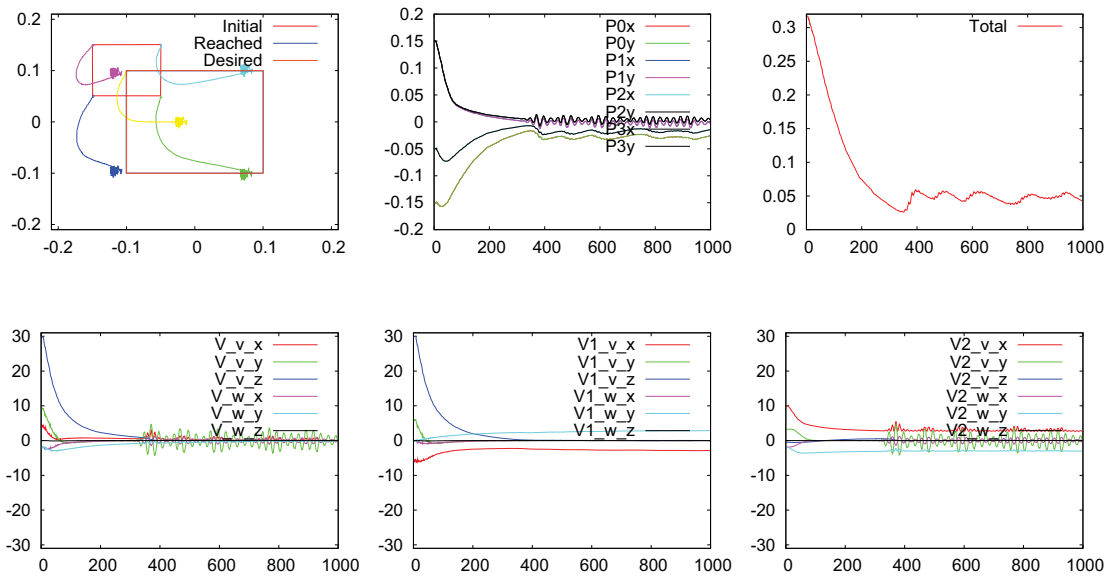 0.2
0.1
0
-0.1
-0.2
-0.2 -0.1 0 0.1 0.2
Initial
Reached
Desired
0.2
0.15
0.1
0.05
0
-0.05
-0.1
-0.15
-0.2
0 200 400 600 800 1000
P0x
P0y
P1x
P1y
P2x
P2y
P3x
P3y
0.3
0.25
0.2
0.15
0.1
0.05
0
0 200 400 600 800 1000
Total
30
20
10
0
-10
-20
-30
0 200 400 600 800 1000
V_v_x
V_v_y
V_v_z
V_w_x
V_w_y
V_w_z
30
20
10
0
-10
-20
-30
0 200 400 600 800 1000
V1_v_x
V1_v_y
V1_v_z
V1_w_x
V1_w_y
V1_w_z
30
20
10
0
-10
-20
-30
0 200 400 600 800 1000
V2_v_x
V2_v_y
V2_v_z
V2_w_x
V2_w_y
V2_w_z